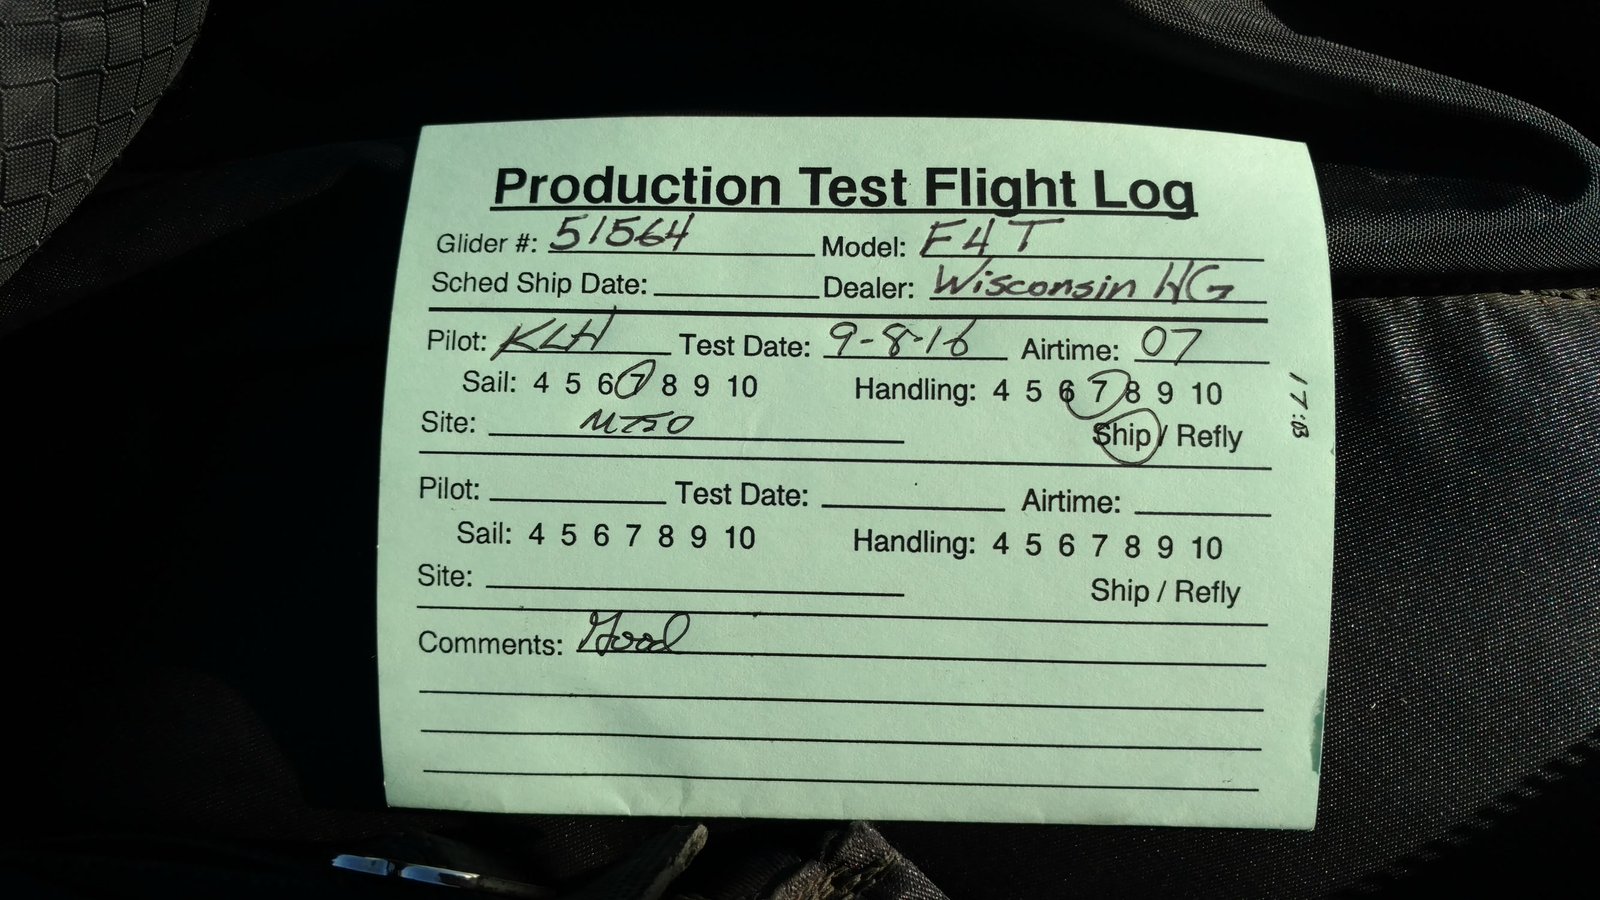 Production Test Flight Log
Glider #: 51564 Model: F4T
Sched Ship Date: Dealer: Wisconsin HG
Pilot: KLH Test Date: 9-8-16 Airtime: 07
Sail: 4 5 6 7 8 9 10 Handling: 4 5 6 7 8 9 10
Site: Ship / Refly
Pilot: Test Date: Airtime:
Sail: 4 5 6 7 8 9 10 Handling: 4 5 6 7 8 9 10
Site: Ship / Refly
Comments: Good
17:03